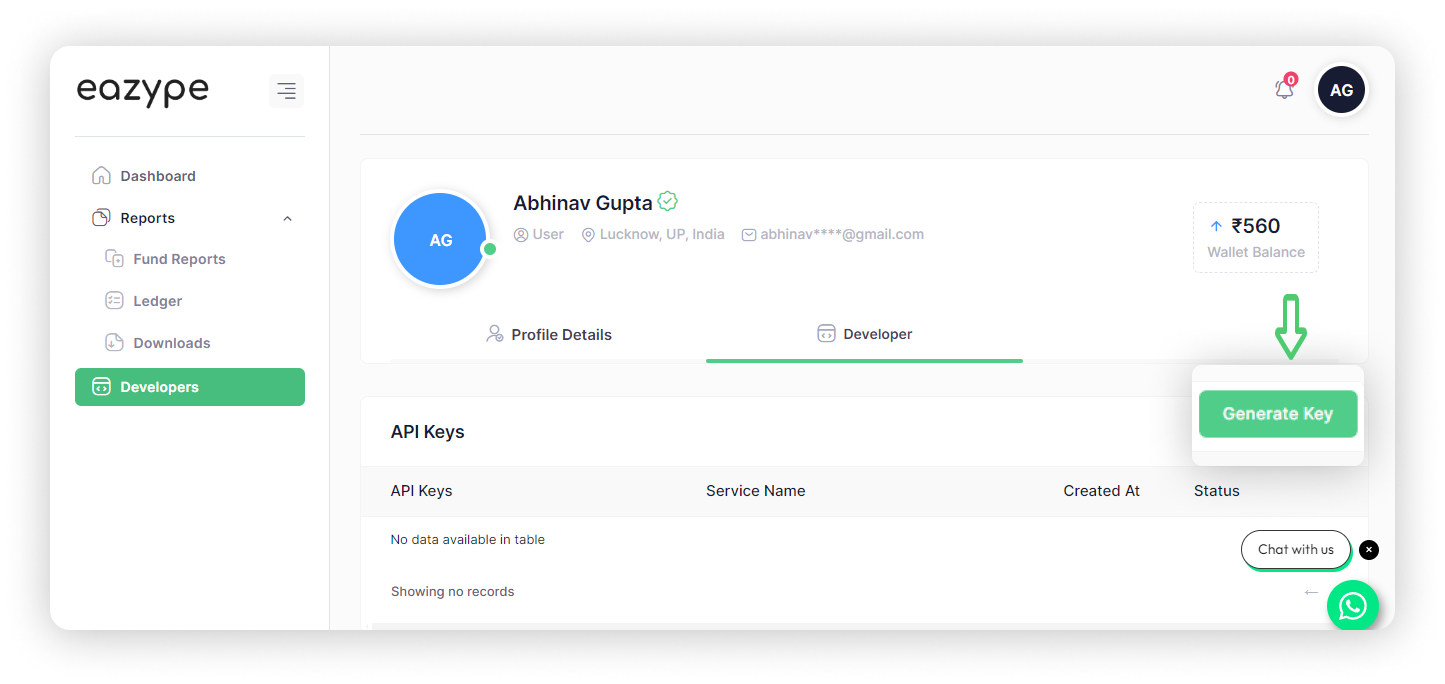 eazype
0
AG
Dashboard
Reports
Fund Reports
Ledger
Downloads
Developers
AG
Abhinav Gupta
User Lucknow, UP, India abhinav****@gmail.com
₹560
Wallet Balance
Profile Details Developer
Generate Key
API Keys
API Keys Service Name Created At Status
No data available in table
Chat with us
Showing no records